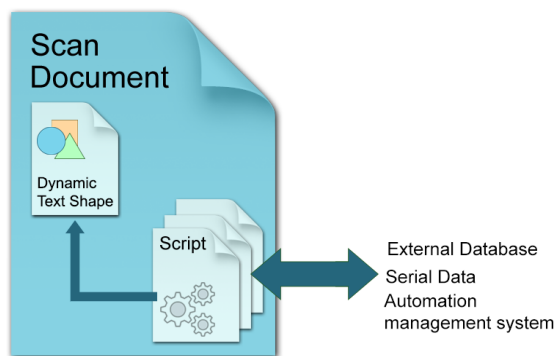 Scan
Document
Dynamic
Text Shape
Script
External Database
Serial Data
Automation
management system